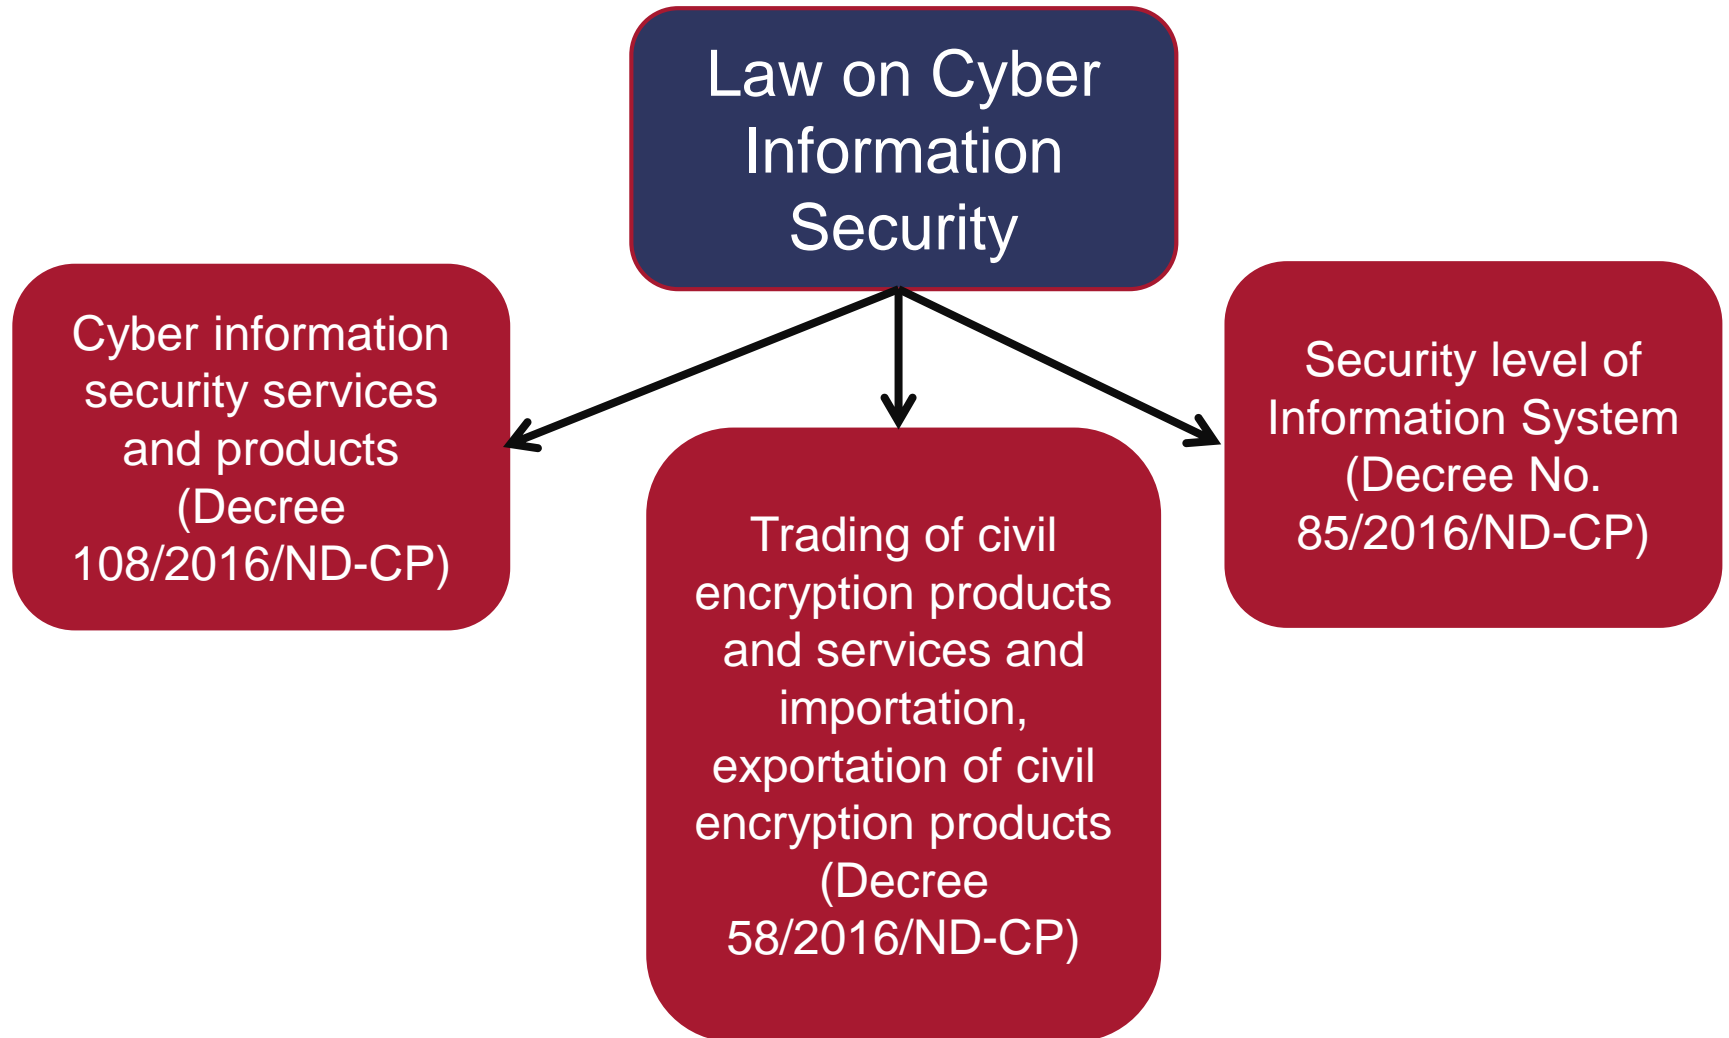 Law on Cyber
Information
Security
Cyber information
security services
and products
(Decree
108/2016/ND-CP)
Trading of civil
encryption products
and services and
importation,
exportation of civil
encryption products
(Decree
58/2016/ND-CP)
Security level of
Information System
(Decree No.
85/2016/ND-CP)